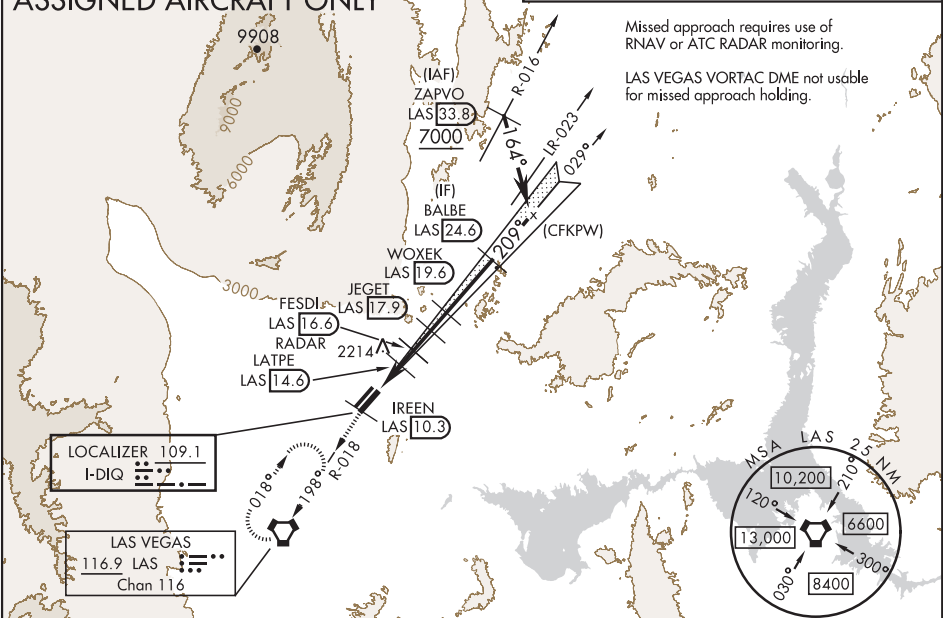 ASSIGNED AIRCRAFT ONLY
Missed approach requires use of
RNAV or ATC RADAR monitoring.
LAS VEGAS VORTAC DME not usable
for missed approach holding.
9908
9000
6000
3000
(IAF)
ZAPVO
LAS 33.8
7000
R-016
164°
LR-023
029°
(IF)
BALBE
LAS 24.6
209°
(CFKPW)
WOXEK
LAS 19.6
JEGET
LAS 17.9
FESDI
LAS 16.6
RADAR
2214
LATPE
LAS 14.6
IREEN
LAS 10.3
LOCALIZER 109.1
I-DIQ
018°
198°
R-018
LAS VEGAS
116.9 LAS
Chan 116
MSA LAS 25 NM
10,200
210°
120°
6600
13,000
300°
030°
8400